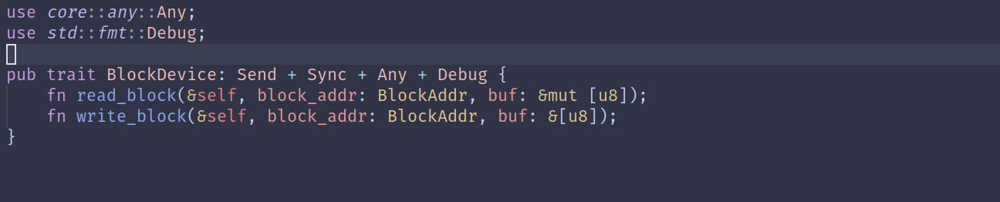 use core::any::Any;
use std::fmt::Debug;
pub trait BlockDevice: Send + Sync + Any + Debug {
    fn read_block(&self, block_addr: BlockAddr, buf: &mut [u8]);
    fn write_block(&self, block_addr: BlockAddr, buf: &[u8]);
}